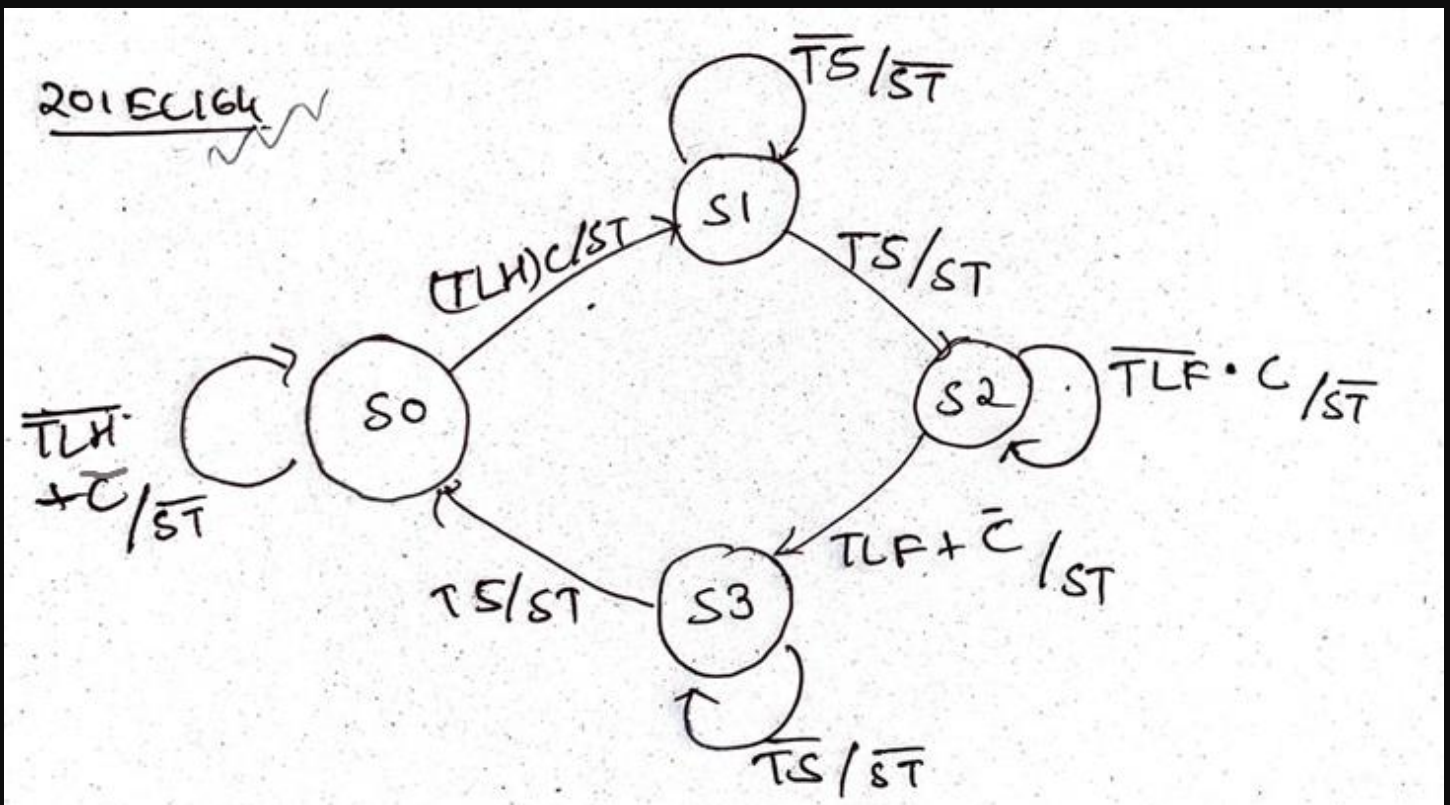 201EC164
T̅S̅/S̅T̅
S1
(TLH)C/ST
TS/ST
S0
S2
T̅L̅F̅·C/S̅T̅
T̅L̅H̅
+C̅/S̅T̅
TLF+C̅/ST
TS/ST
S3
T̅S̅/S̅T̅